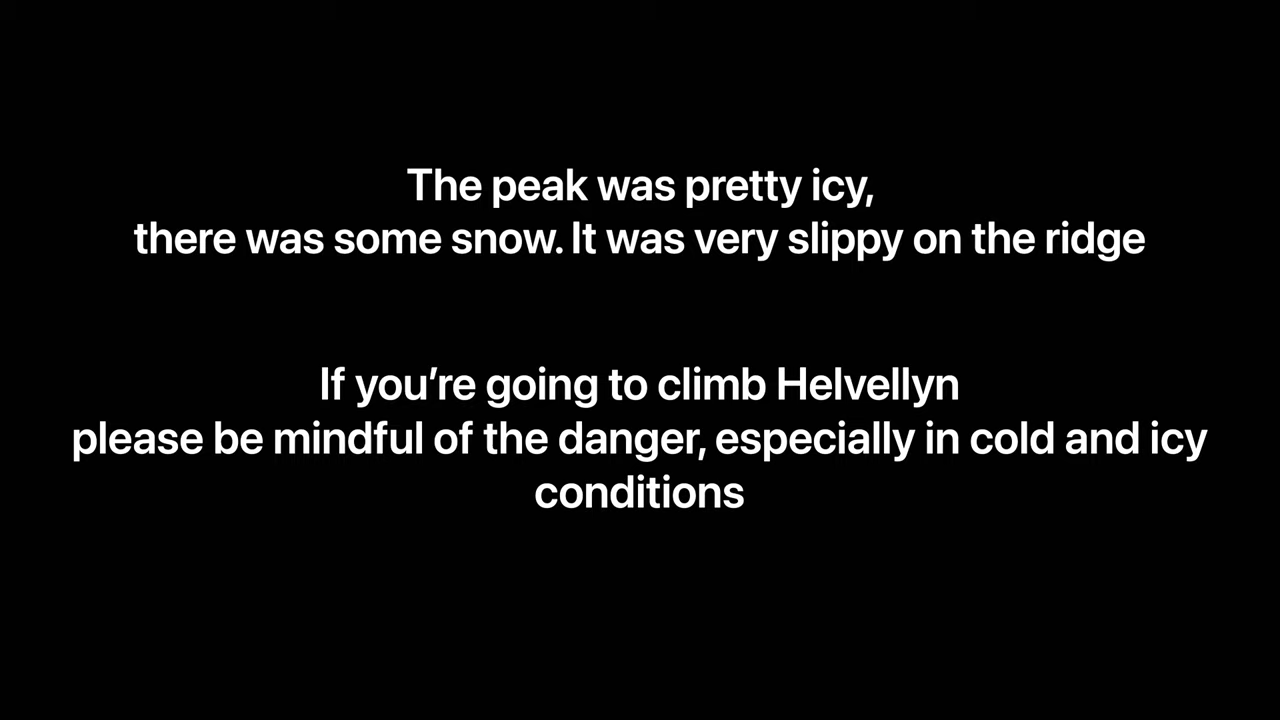 The peak was pretty icy,
there was some snow. It was very slippy on the ridge
If you’re going to climb Helvellyn
please be mindful of the danger, especially in cold and icy
conditions